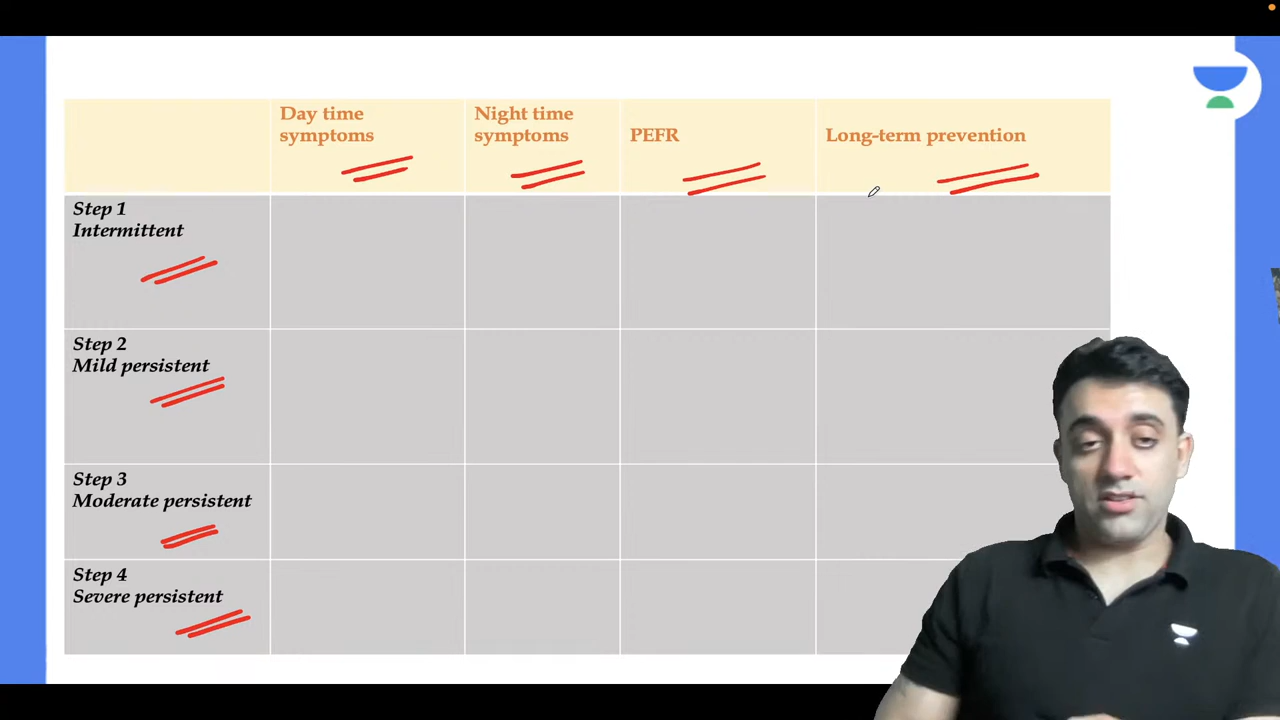 Day time
symptoms
Night time
symptoms
PEFR
Long-term prevention
Step 1
Intermittent
Step 2
Mild persistent
Step 3
Moderate persistent
Step 4
Severe persistent